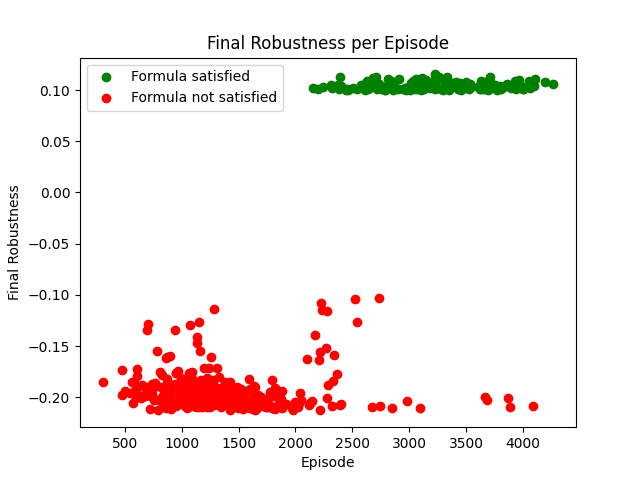 Final Robustness per Episode
Formula satisfied
Formula not satisfied
0.10
0.05
0.00
−0.05
−0.10
−0.15
−0.20
Final Robustness
500 1000 1500 2000 2500 3000 3500 4000
Episode